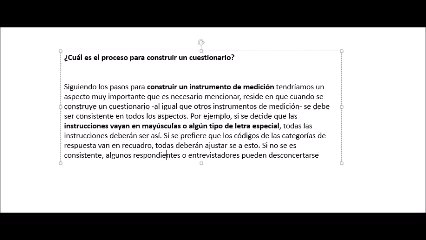 ¿Cuál es el proceso para construir un cuestionario?
Siguiendo los pasos para construir un instrumento de medición tendríamos un
aspecto muy importante que es necesario mencionar, reside en que cuando se
construye un cuestionario -al igual que otros instrumentos de medición- se debe
ser consistente en todos los aspectos. Por ejemplo, si se decide que las
instrucciones vayan en mayúsculas o algún tipo de letra especial, todas las
instrucciones deberán ser así. Si se prefiere que los códigos de las categorías de
respuesta van en recuadro, todas deberán ajustar se a esto. Si no se es
consistente, algunos respondientes o entrevistadores pueden desconcertarse